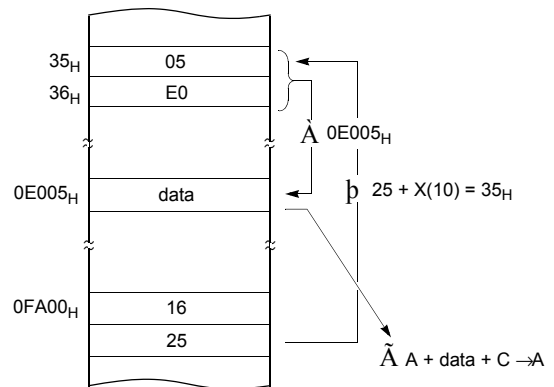 35H 05
36H E0
À 0E005H
0E005H data
þ 25 + X(10) = 35H
0FA00H 16
25
Ã A + data + C →A